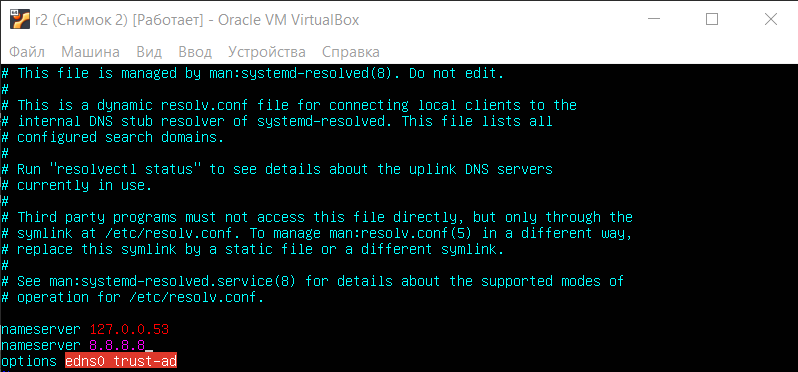 r2 (Снимок 2) [Работает] - Oracle VM VirtualBox
Файл Машина Вид Ввод Устройства Справка
# This file is managed by man:systemd-resolved(8). Do not edit.
#
# This is a dynamic resolv.conf file for connecting local clients to the
# internal DNS stub resolver of systemd-resolved. This file lists all
# configured search domains.
#
# Run "resolvectl status" to see details about the uplink DNS servers
# currently in use.
#
# Third party programs must not access this file directly, but only through the
# symlink at /etc/resolv.conf. To manage man:resolv.conf(5) in a different way,
# replace this symlink by a static file or a different symlink.
#
# See man:systemd-resolved.service(8) for details about the supported modes of
# operation for /etc/resolv.conf.
nameserver 127.0.0.53
nameserver 8.8.8.8
options edns0 trust-ad